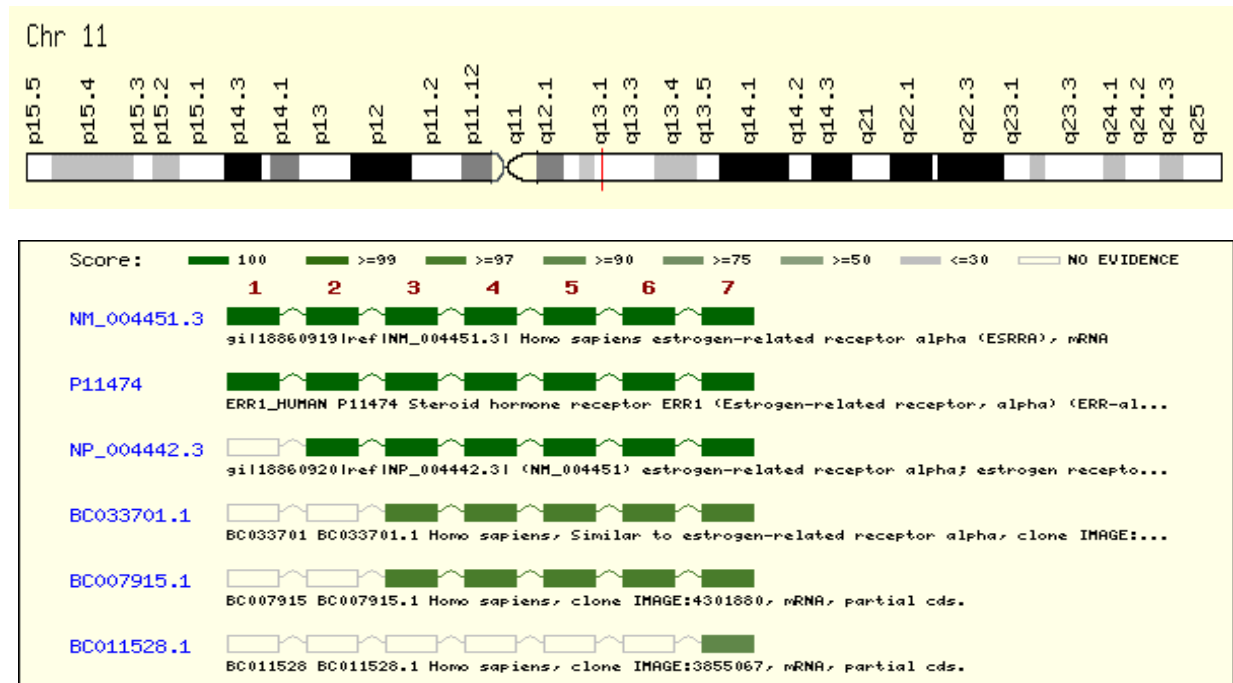 Chr 11
p15.5 p15.4 p15.3 p15.2 p15.1 p14.3 p14.1 p13 p12 p11.2 p11.12 q11 q12.1 q13.1 q13.3 q13.4 q13.5 q14.1 q14.2 q14.3 q21 q22.1 q22.3 q23.1 q23.3 q24.1 q24.2 q24.3 q25
Score: 100 >=99 >=97 >=90 >=75 >=50 <=30 NO EVIDENCE
1 2 3 4 5 6 7
NM_004451.3
gi|18860919|ref|NM_004451.3| Homo sapiens estrogen-related receptor alpha (ESRRA), mRNA
P11474
ERR1_HUMAN P11474 Steroid hormone receptor ERR1 (Estrogen-related receptor, alpha) (ERR-al...
NP_004442.3
gi|18860920|ref|NP_004442.3| (NM_004451) estrogen-related receptor alpha; estrogen recepto...
BC033701.1
BC033701 BC033701.1 Homo sapiens, Similar to estrogen-related receptor alpha, clone IMAGE:...
BC007915.1
BC007915 BC007915.1 Homo sapiens, clone IMAGE:4301880, mRNA, partial cds.
BC011528.1
BC011528 BC011528.1 Homo sapiens, clone IMAGE:3855067, mRNA, partial cds.